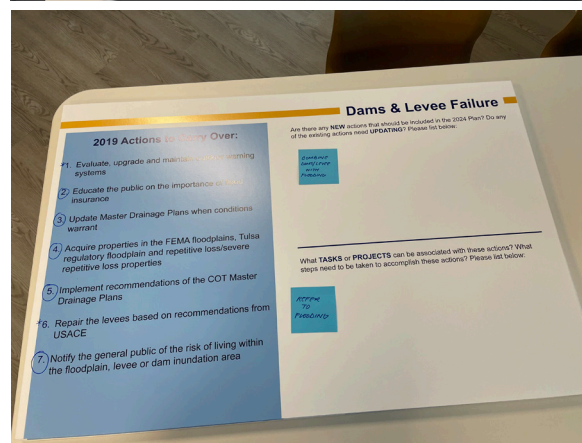 Dams & Levee Failure
2019 Actions to Carry Over:
*1. Evaluate, upgrade and maintain warning
systems
2. Educate the public on the importance of
insurance
3. Update Master Drainage Plans when conditions
warrant
4. Acquire properties in the FEMA floodplains, Tulsa
regulatory floodplain and repetitive loss/severe
repetitive loss properties
5. Implement recommendations of the COT Master
Drainage Plans
*6. Repair the levees based on recommendations from
USACE
7. Notify the general public of the risk of living within
the floodplain, levee or dam inundation area
Are there any NEW actions that should be included in the 2024 Plan? Do any
of the existing actions need UPDATING? Please list below:
COMBINE
DAMS/LEVEE
WITH
FLOODING
What TASKS or PROJECTS can be associated with these actions? What
steps need to be taken to accomplish these actions? Please list below:
REFER
TO
FLOODING